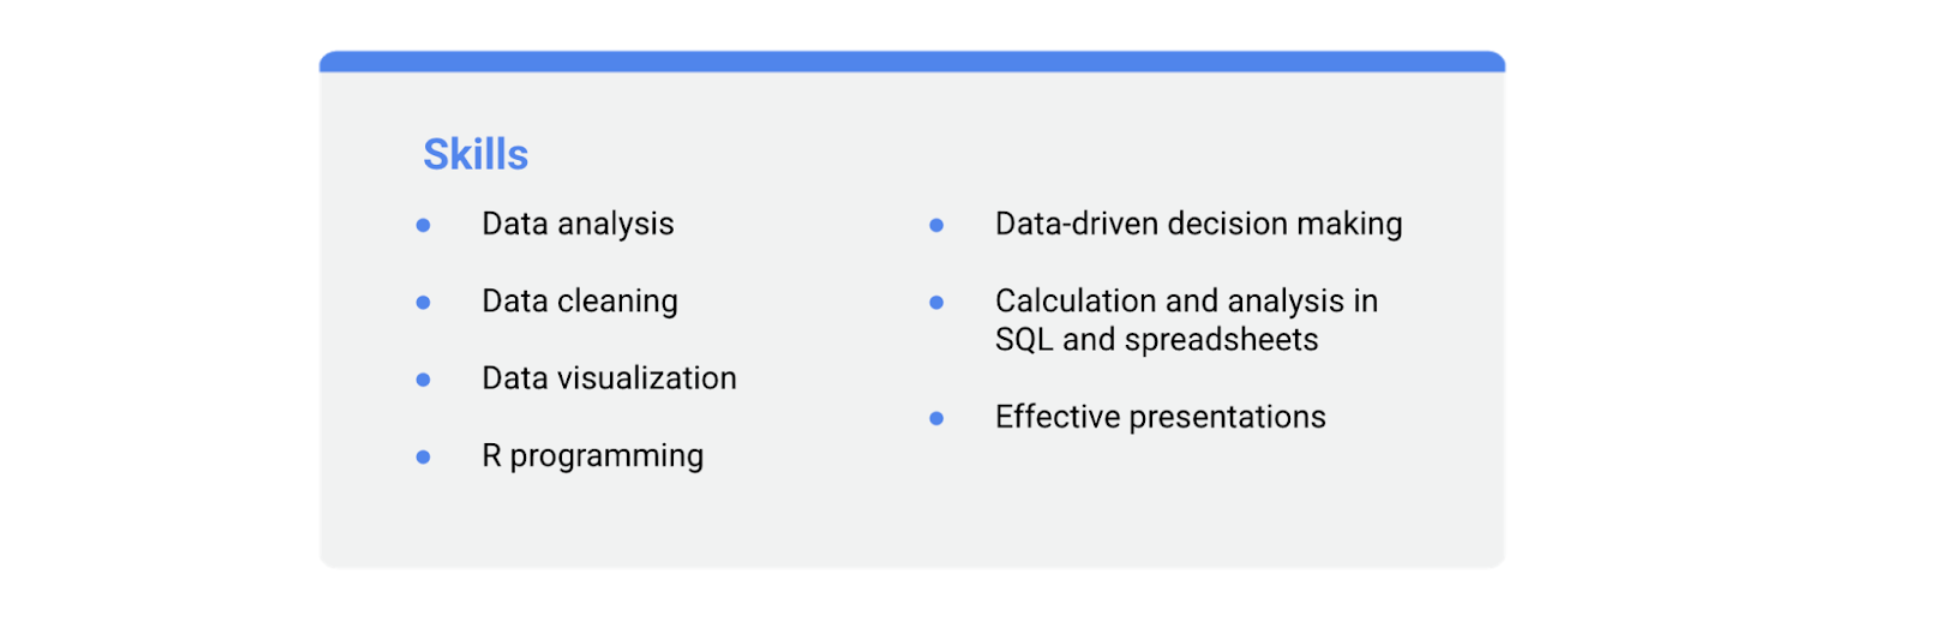 Skills
Data analysis
Data cleaning
Data visualization
R programming
Data-driven decision making
Calculation and analysis in
SQL and spreadsheets
Effective presentations